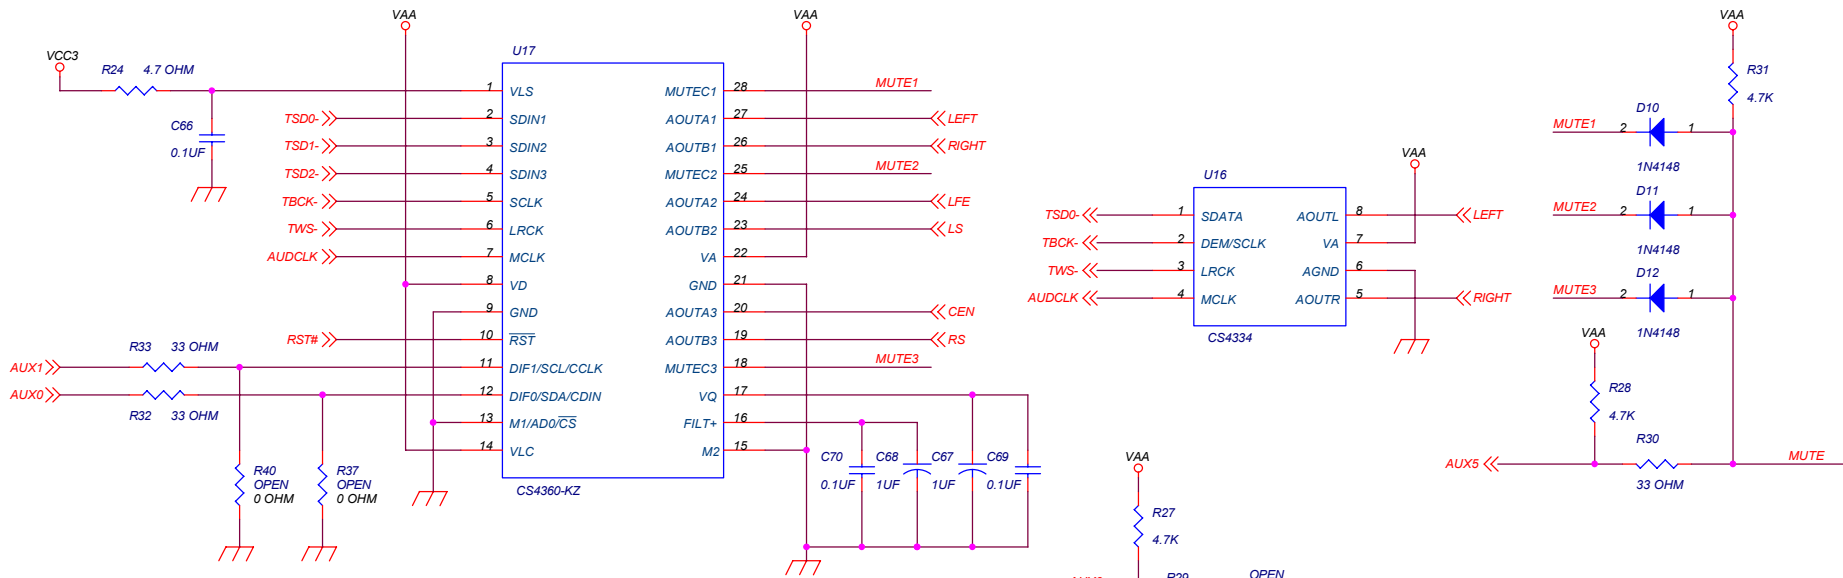 VAA
VAA
VAA
VCC3
R24 4.7 OHM
C66
0.1UF
U17
1 VLS
2 SDIN1
3 SDIN2
4 SDIN3
5 SCLK
6 LRCK
7 MCLK
8 VD
9 GND
10 RST
11 DIF1/SCL/CCLK
12 DIF0/SDA/CDIN
13 M1/AD0/CS
14 VLC
MUTEC1 28
AOUTA1 27
AOUTB1 26
MUTEC2 25
AOUTA2 24
AOUTB2 23
VA 22
GND 21
AOUTA3 20
AOUTB3 19
MUTEC3 18
VQ 17
FILT+ 16
M2 15
CS4360-KZ
TSD0-
TSD1-
TSD2-
TBCK-
TWS-
AUDCLK
RST#
AUX1
R33 33 OHM
AUX0
R32 33 OHM
R40
OPEN
0 OHM
R37
OPEN
0 OHM
MUTE1
LEFT
RIGHT
MUTE2
LFE
LS
CEN
RS
MUTE3
C70
0.1UF
C68
1UF
C67
1UF
C69
0.1UF
U16
TSD0- 1 SDATA
TBCK- 2 DEM/SCLK
TWS- 3 LRCK
AUDCLK 4 MCLK
AOUTL 8 LEFT
VA 7
AGND 6
AOUTR 5 RIGHT
CS4334
VAA
R31
4.7K
MUTE1 2 D10 1
1N4148
MUTE2 2 D11 1
1N4148
MUTE3 2 D12 1
1N4148
VAA
R28
4.7K
AUX5
R30
33 OHM
MUTE
VAA
R27
4.7K
R29 OPEN